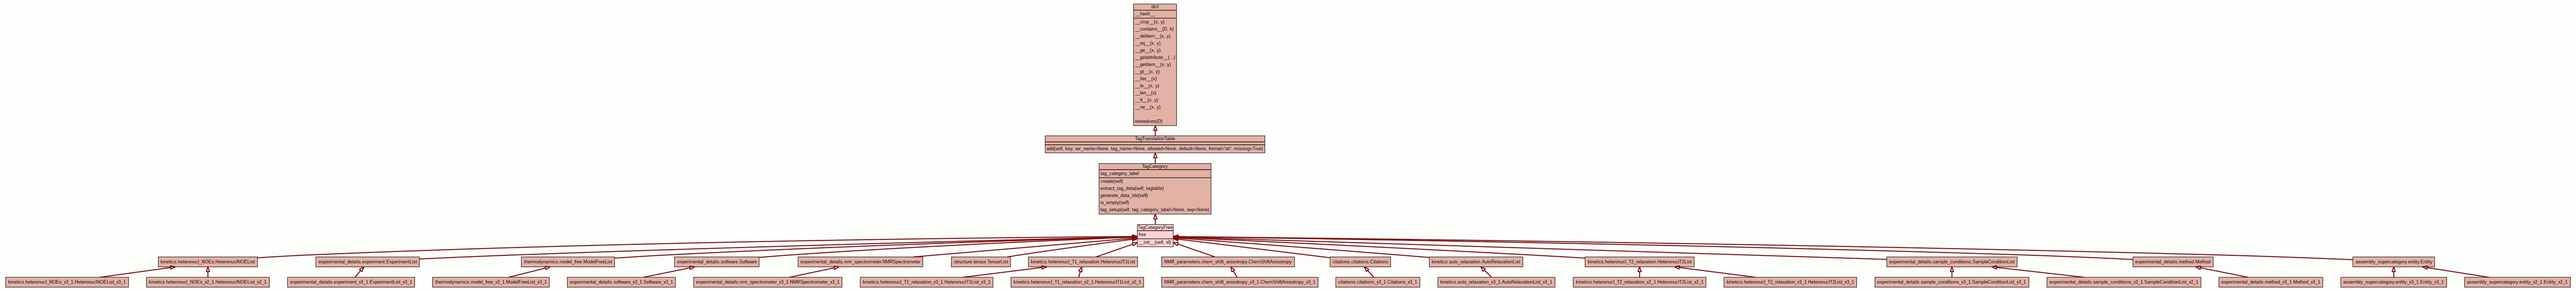 dict
__hash__
__cmp__(x, y)
__contains__(D, k)
__delitem__(x, y)
__eq__(x, y)
__ge__(x, y)
__getattribute__(...)
__getitem__(x, y)
__gt__(x, y)
__iter__(x)
__le__(x, y)
__len__(x)
__lt__(x, y)
__ne__(x, y)
...
viewvalues(D)
TagTranslationTable
add(self, key, var_name=None, tag_name=None, allowed=None, default=None, format='str', missing=True)
TagCategory
tag_category_label
create(self)
extract_tag_data(self, tagtable)
generate_data_ids(self)
is_empty(self)
tag_setup(self, tag_category_label=None, sep=None)
TagCategoryFree
free
__init__(self, sf)
kinetics.heteronucl_NOEs.HeteronuclNOEList
experimental_details.experiment.ExperimentList
thermodynamics.model_free.ModelFreeList
experimental_details.software.Software
experimental_details.nmr_spectrometer.NMRSpectrometer
structure.tensor.TensorList
kinetics.heteronucl_T1_relaxation.HeteronuclT1List
NMR_parameters.chem_shift_anisotropy.ChemShiftAnisotropy
citations.citations.Citations
kinetics.auto_relaxation.AutoRelaxationList
kinetics.heteronucl_T2_relaxation.HeteronuclT2List
experimental_details.sample_conditions.SampleConditionList
experimental_details.method.Method
assembly_supercategory.entity.Entity
kinetics.heteronucl_NOEs_v3_1.HeteronuclNOEList_v3_1
kinetics.heteronucl_NOEs_v2_1.HeteronuclNOEList_v2_1
experimental_details.experiment_v3_1.ExperimentList_v3_1
thermodynamics.model_free_v3_1.ModelFreeList_v3_1
experimental_details.software_v3_1.Software_v3_1
experimental_details.nmr_spectrometer_v3_1.NMRSpectrometer_v3_1
kinetics.heteronucl_T1_relaxation_v3_1.HeteronuclT1List_v3_1
kinetics.heteronucl_T1_relaxation_v2_1.HeteronuclT1List_v2_1
NMR_parameters.chem_shift_anisotropy_v3_1.ChemShiftAnisotropy_v3_1
citations.citations_v3_1.Citations_v3_1
kinetics.auto_relaxation_v3_1.AutoRelaxationList_v3_1
kinetics.heteronucl_T2_relaxation_v2_1.HeteronuclT2List_v2_1
kinetics.heteronucl_T2_relaxation_v3_1.HeteronuclT2List_v3_1
experimental_details.sample_conditions_v3_1.SampleConditionList_v3_1
experimental_details.sample_conditions_v2_1.SampleConditionList_v2_1
experimental_details.method_v3_1.Method_v3_1
assembly_supercategory.entity_v3_1.Entity_v3_1
assembly_supercategory.entity_v2_1.Entity_v2_1